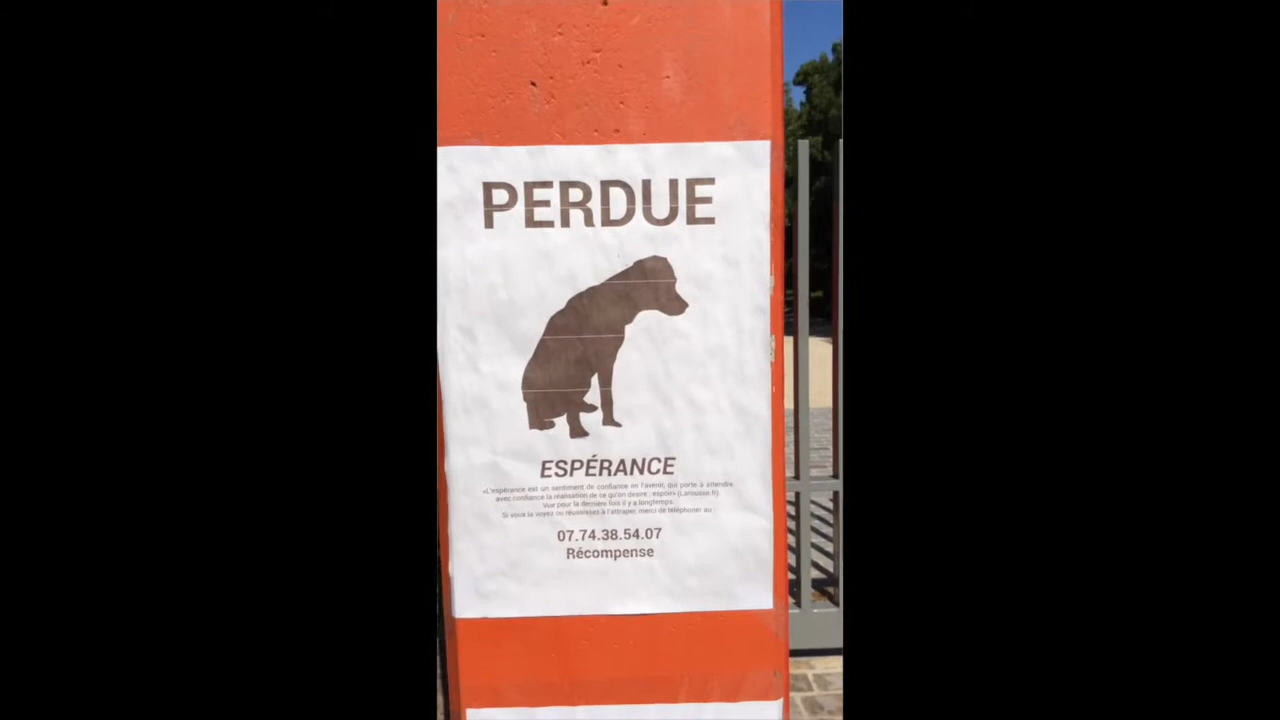 PERDUE
ESPÉRANCE
«L'espérance est un sentiment de confiance en l'avenir, qui porte à attendre
avec confiance la réalisation de ce qu'on désire : espoir» (Larousse.fr).
Vue pour la dernière fois il y a longtemps.
Si vous la voyez ou réussissez à l'attraper, merci de téléphoner au :
07.74.38.54.07
Récompense